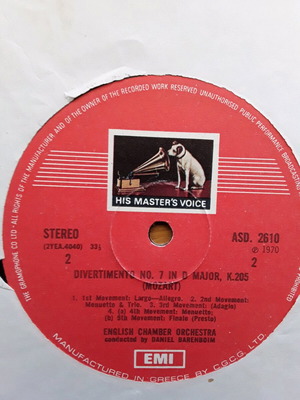 ALL RIGHTS OF THE MANUFACTURER AND OF THE OWNER OF THE RECORDED WORK RESERVED UNAUTHORISED PUBLIC PERFORMANCE BROADCASTING
THE GRAMOPHONE CO LTD
HIS MASTER'S VOICE
STEREO
ASD. 2610
(2YEA.4040) 33⅓
℗ 1970
2
2
DIVERTIMENTO NO. 7 IN D MAJOR, K.205
(MOZART)
1. 1st Movement: Largo—Allegro. 2. 2nd Movement:
Menuetto & Trio. 3. 3rd Movement: (Adagio)
4. (a) 4th Movement: Menuetto.
(b) 5th Movement: Finale (Presto)
ENGLISH CHAMBER ORCHESTRA
conducted by DANIEL BARENBOIM
EMI
MANUFACTURED IN GREECE BY C.G.C.G. LTD.